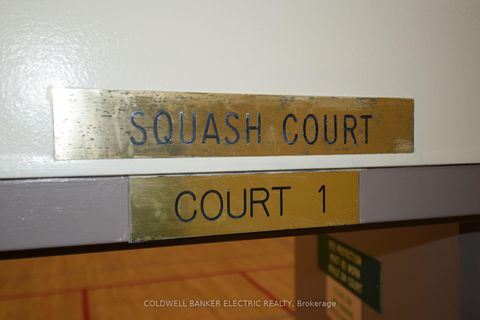 SQUASH COURT
COURT 1
COLDWELL BANKER ELECTRIC REALTY, Brokerage